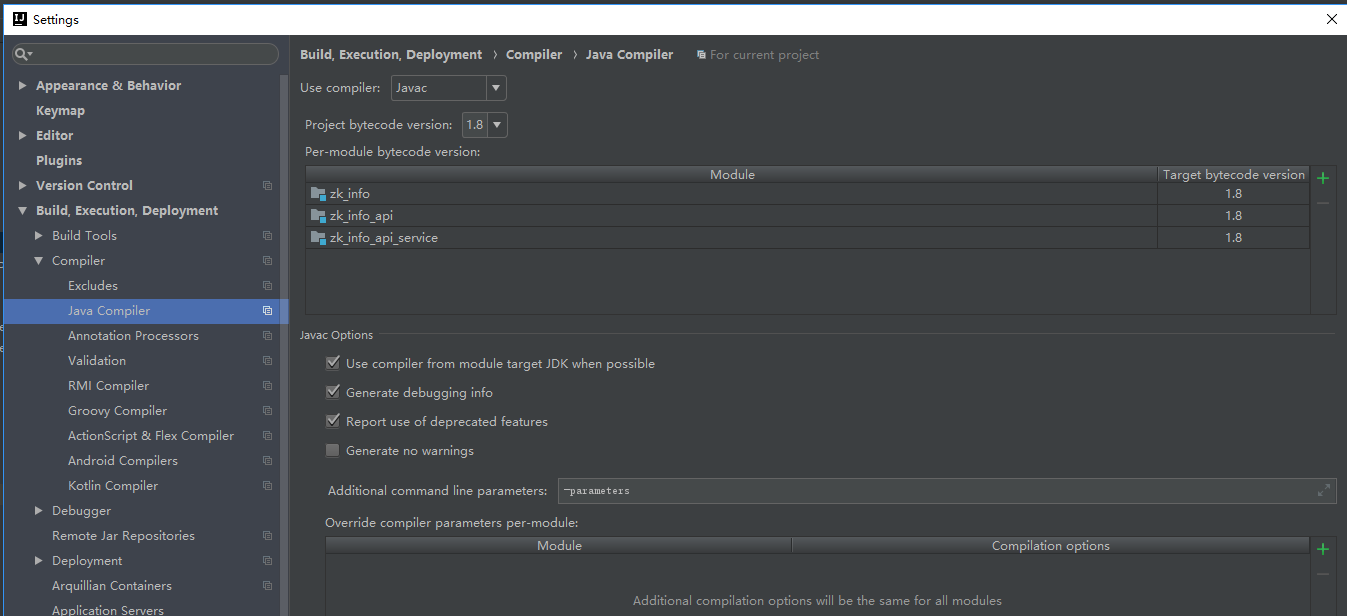 Settings
Appearance & Behavior
Keymap
Editor
Plugins
Version Control
Build, Execution, Deployment
Build Tools
Compiler
Excludes
Java Compiler
Annotation Processors
Validation
RMI Compiler
Groovy Compiler
ActionScript & Flex Compiler
Android Compilers
Kotlin Compiler
Debugger
Remote Jar Repositories
Deployment
Arquillian Containers
Application Servers
Build, Execution, Deployment › Compiler › Java Compiler For current project
Use compiler: Javac
Project bytecode version: 1.8
Per-module bytecode version:
Module Target bytecode version
zk_info 1.8
zk_info_api 1.8
zk_info_api_service 1.8
Javac Options
Use compiler from module target JDK when possible
Generate debugging info
Report use of deprecated features
Generate no warnings
Additional command line parameters: -parameters
Override compiler parameters per-module:
Module Compilation options
Additional compilation options will be the same for all modules